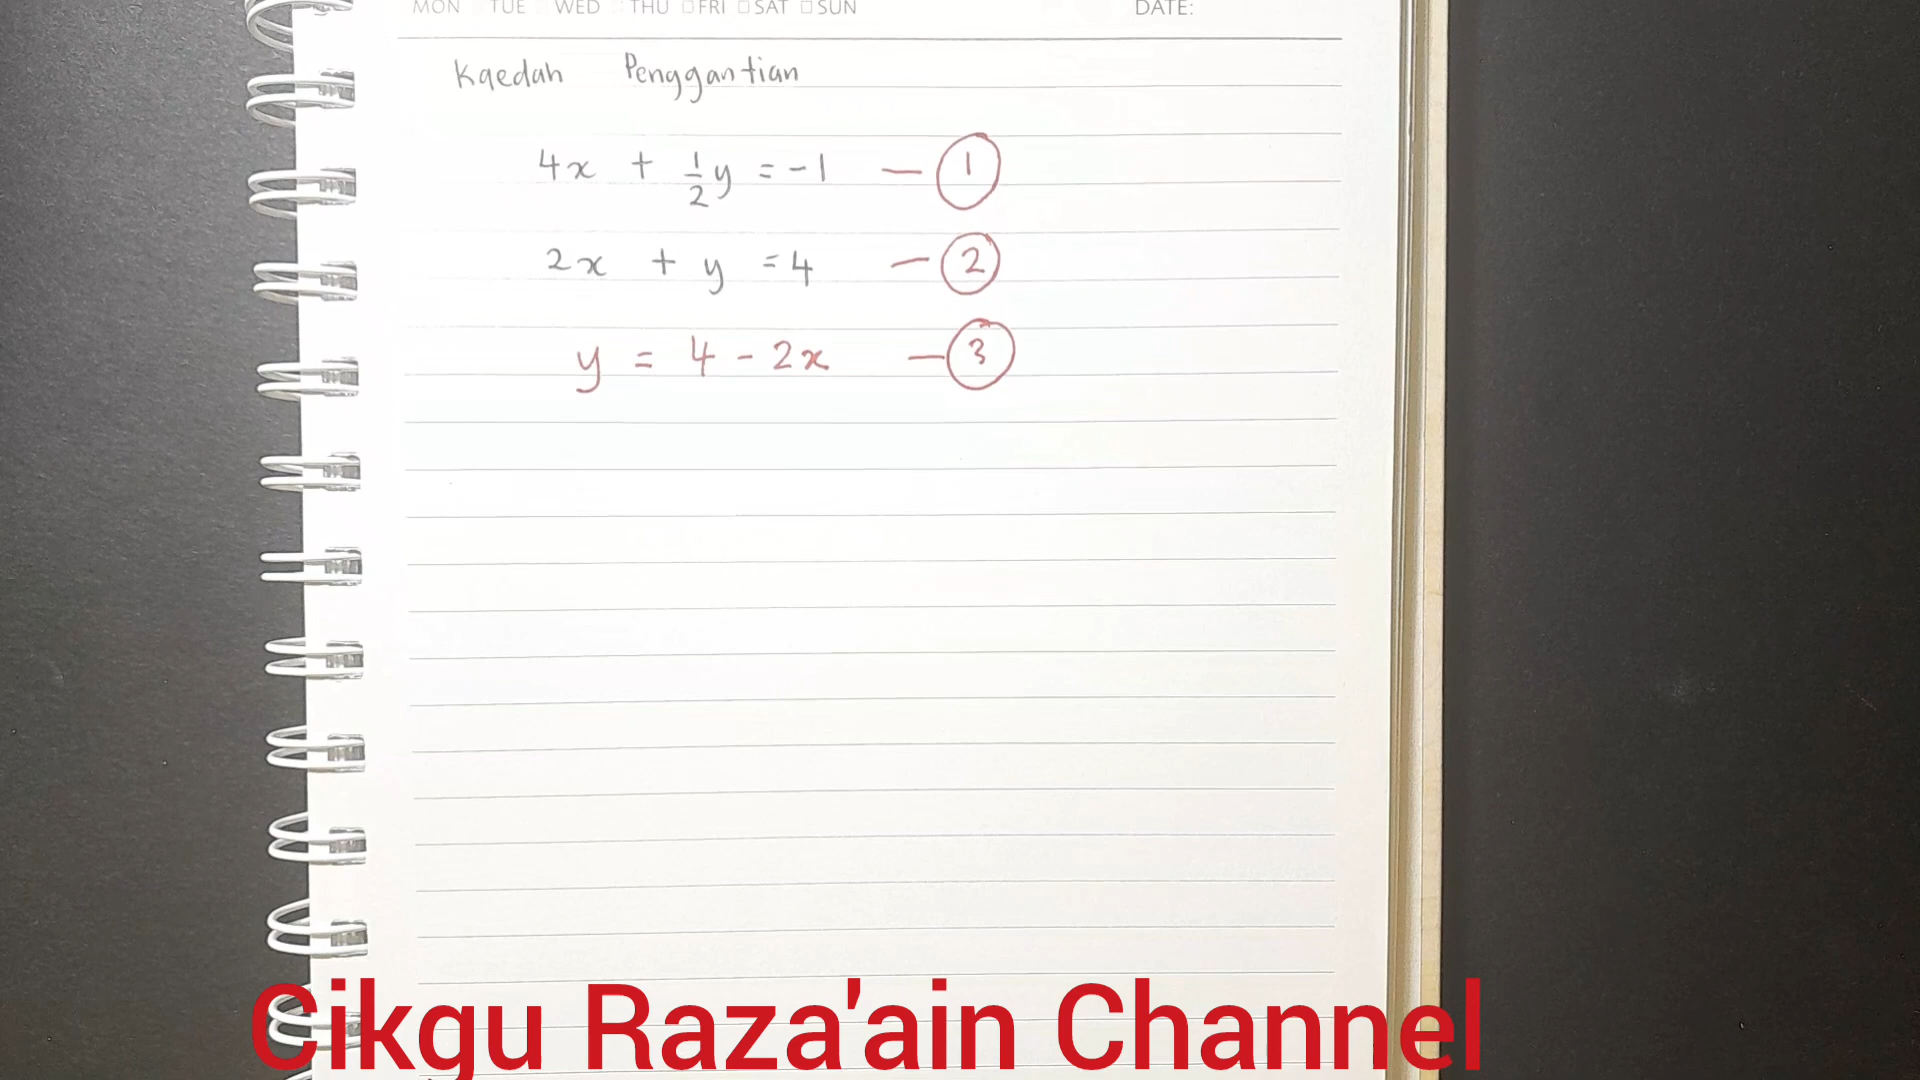 MON □ TUE □ WED □ THU □ FRI □ SAT □ SUN DATE:
Kaedah Penggantian
4x + 1/2 y = -1 — ①
2x + y = 4 — ②
y = 4 - 2x — ③
Cikgu Raza'ain Channel